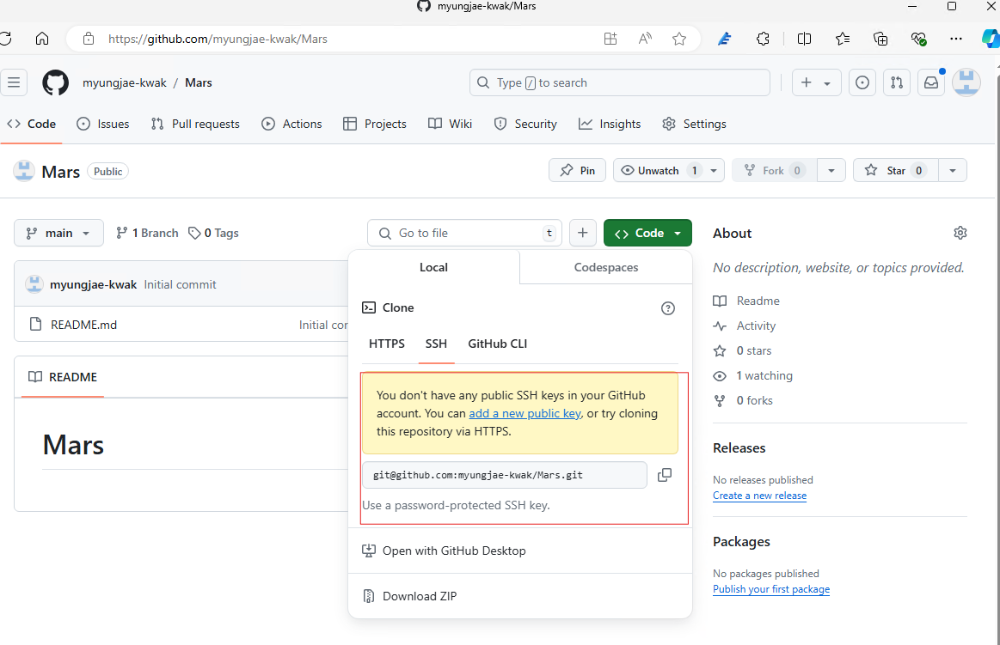 myungjae-kwak/Mars
https://github.com/myungjae-kwak/Mars
myungjae-kwak / Mars
Type / to search
Code Issues Pull requests Actions Projects Wiki Security Insights Settings
Mars Public
Pin Unwatch 1 Fork 0 Star 0
main 1 Branch 0 Tags
Go to file t
Code
About
No description, website, or topics provided.
Readme
Activity
0 stars
1 watching
0 forks
Releases
No releases published
Create a new release
Packages
No packages published
Publish your first package
myungjae-kwak Initial commit
README.md Initial cor
README
Mars
Local Codespaces
Clone
HTTPS SSH GitHub CLI
You don't have any public SSH keys in your GitHub
account. You can add a new public key, or try cloning
this repository via HTTPS.
git@github.com:myungjae-kwak/Mars.git
Use a password-protected SSH key.
Open with GitHub Desktop
Download ZIP